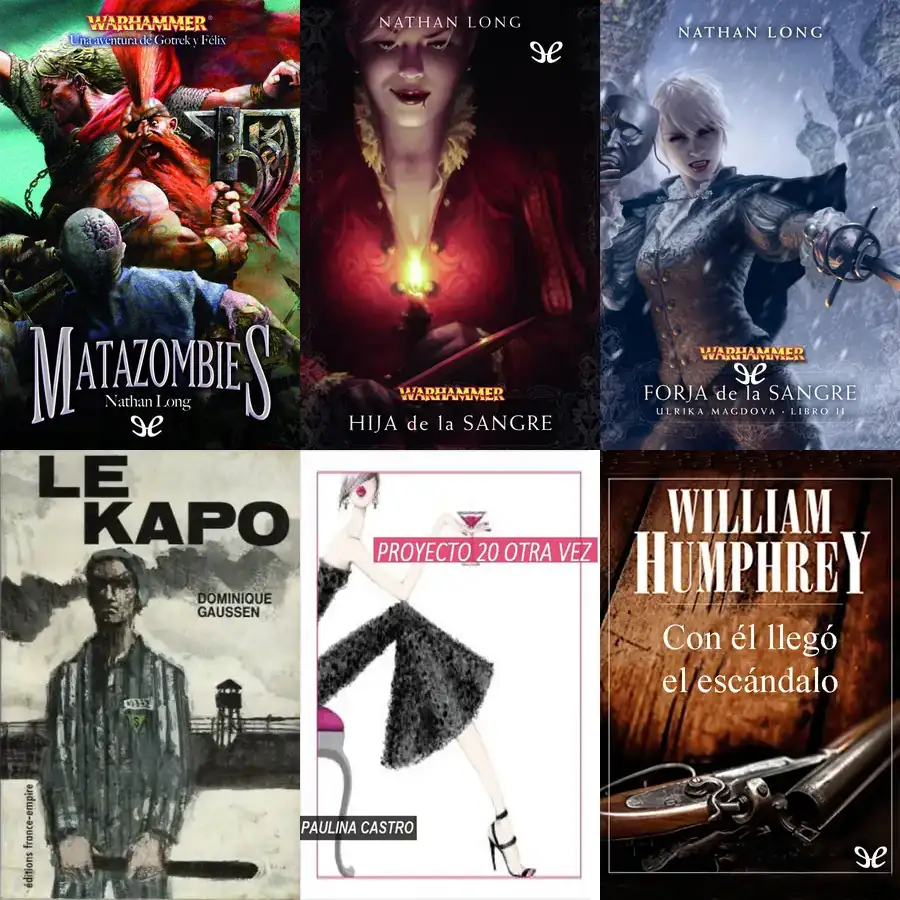 WARHAMMER
Una aventura de Gotrek y Félix
MATAZOMBIES
Nathan Long
NATHAN LONG
WARHAMMER
HIJA de la SANGRE
NATHAN LONG
WARHAMMER
FORJA de la SANGRE
ULRIKA MAGDOVA · LIBRO II
LE
KAPO
DOMINIQUE
GAUSSEN
S
éditions france-empire
PROYECTO 20 OTRA VEZ
PAULINA CASTRO
WILLIAM
HUMPHREY
Con él llegó
el escándalo